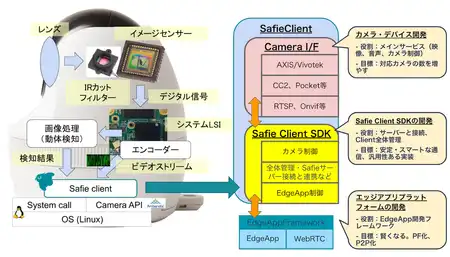 レンズ
イメージセンサー
IRカット
フィルター
デジタル信号
システムLSI
画像処理
(動体検知)
エンコーダー
検知結果
ビデオストリーム
Safie client
System call
Camera API
OS (Linux)
SafieClient
Camera I/F
AXIS/Vivotek
CC2、Pocket等
RTSP、Onvif等
Safie Client SDK
カメラ制御
全体管理・Safieサー
バー接続と連携など
EdgeApp制御
EdgeAppFramework
EdgeApp
WebRTC
カメラ・デバイス開発
・役割：メインサービス（映
像、音声、カメラ制御）
・目標：対応カメラの数を増
やす
Safie Client SDKの開発
・役割：サーバーと接続、
Client全体管理
・目標：安定・スマートな通
信、汎用性ある実装
エッジアプリプラット
フォームの開発
・役割：EdgeApp開発フ
レームワーク
・目標：賢くなる。PF化、
P2P化